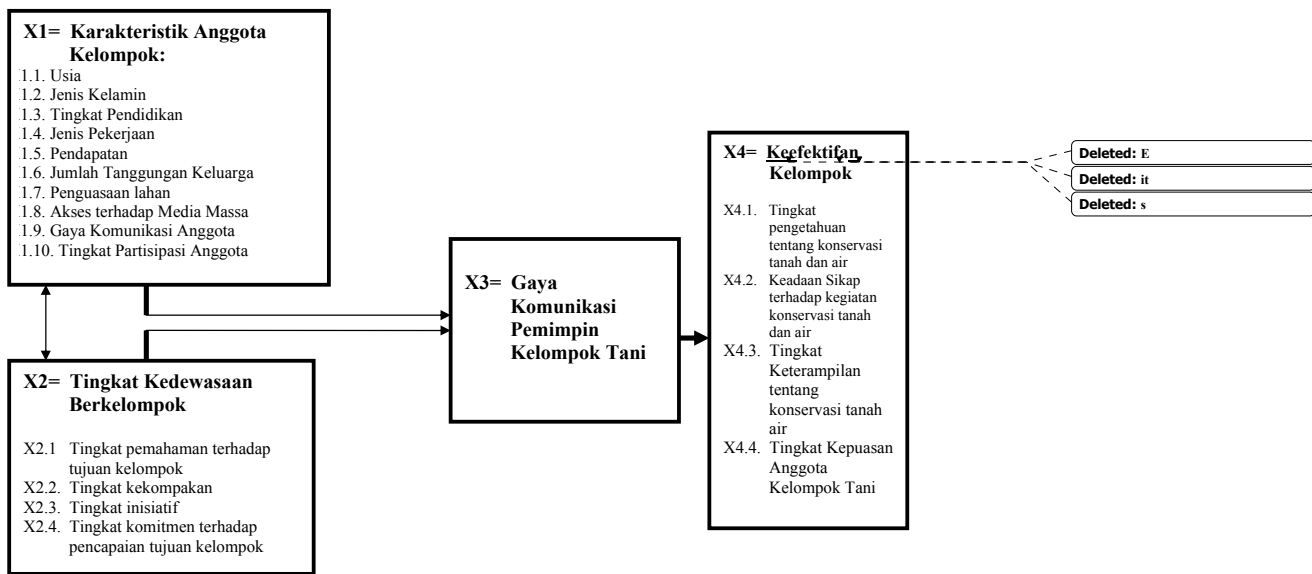 X1= Karakteristik Anggota
Kelompok:
1.1. Usia
1.2. Jenis Kelamin
1.3. Tingkat Pendidikan
1.4. Jenis Pekerjaan
1.5. Pendapatan
1.6. Jumlah Tanggungan Keluarga
1.7. Penguasaan lahan
1.8. Akses terhadap Media Massa
1.9. Gaya Komunikasi Anggota
1.10. Tingkat Partisipasi Anggota
X2= Tingkat Kedewasaan
Berkelompok
X2.1 Tingkat pemahaman terhadap
tujuan kelompok
X2.2. Tingkat kekompakan
X2.3. Tingkat inisiatif
X2.4. Tingkat komitmen terhadap
pencapaian tujuan kelompok
X3= Gaya
Komunikasi
Pemimpin
Kelompok Tani
X4= Keefektifan
Kelompok
X4.1. Tingkat
pengetahuan
tentang konservasi
tanah dan air
X4.2. Keadaan Sikap
terhadap kegiatan
konservasi tanah
dan air
X4.3. Tingkat
Keterampilan
tentang
konservasi tanah
air
X4.4. Tingkat Kepuasan
Anggota
Kelompok Tani
Deleted: E
Deleted: it
Deleted: s